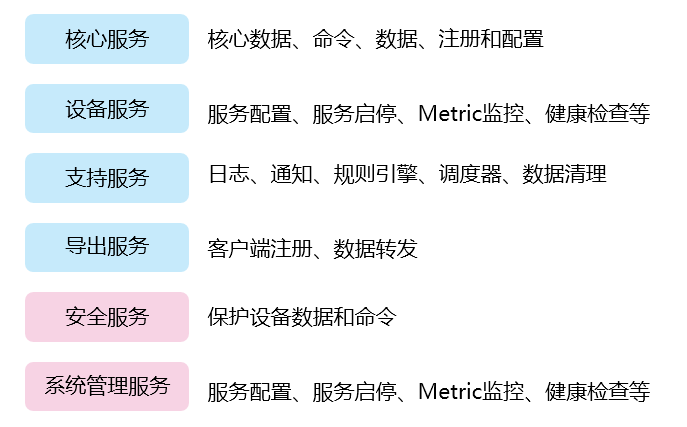 核心服务 核心数据、命令、数据、注册和配置
设备服务 服务配置、服务启停、Metric监控、健康检查等
支持服务 日志、通知、规则引擎、调度器、数据清理
导出服务 客户端注册、数据转发
安全服务 保护设备数据和命令
系统管理服务 服务配置、服务启停、Metric监控、健康检查等